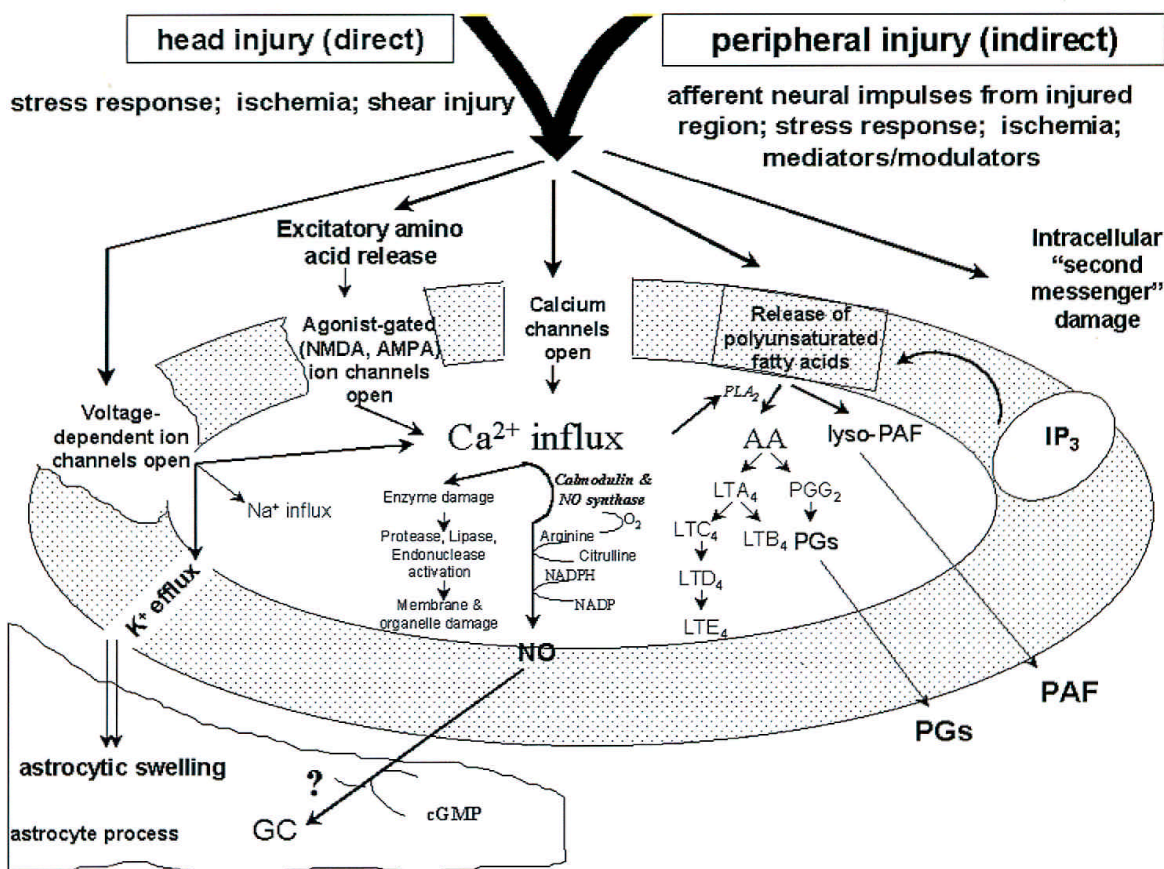 head injury (direct)
peripheral injury (indirect)
stress response; ischemia; shear injury
afferent neural impulses from injured
region; stress response; ischemia;
mediators/modulators
Excitatory amino
acid release
Intracellular
“second
messenger”
damage
Calcium
channels
open
Release of
polyunsaturated
fatty acids
Agonist-gated
(NMDA, AMPA)
ion channels
open
Voltage-
dependent ion
channels open
Ca2+ influx
PLA2
AA
lyso-PAF
IP3
Na+ influx
Enzyme damage
Calmodulin &
NO synthase
O2
Arginine
Citrulline
NADPH
NADP
Protease, Lipase,
Endonuclease
activation
Membrane &
organelle damage
NO
LTA4
PGG2
LTC4
LTB4
PGs
LTD4
LTE4
K+ efflux
PAF
PGs
astrocytic swelling
?
cGMP
GC
astrocyte process